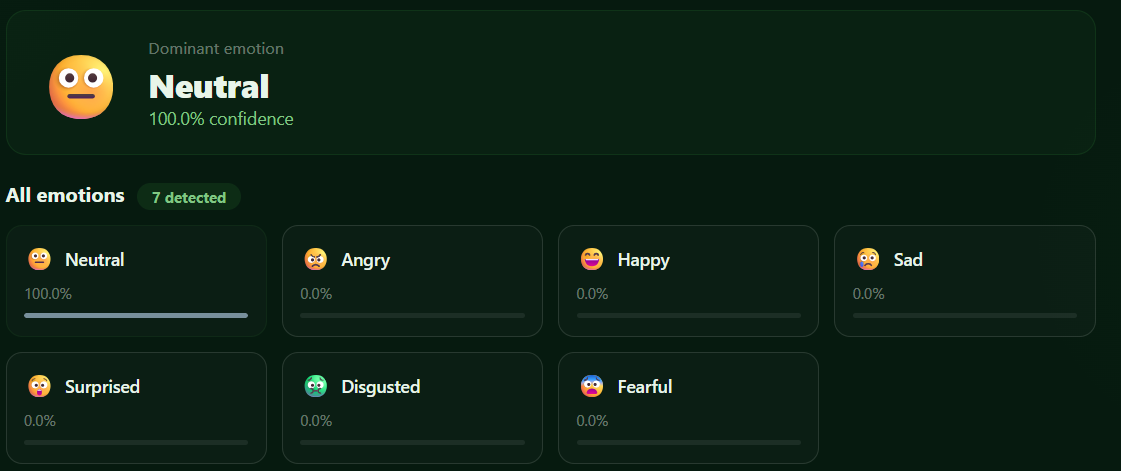 Dominant emotion
Neutral
100.0% confidence
All emotions 7 detected
Neutral
100.0%
Angry
0.0%
Happy
0.0%
Sad
0.0%
Surprised
0.0%
Disgusted
0.0%
Fearful
0.0%